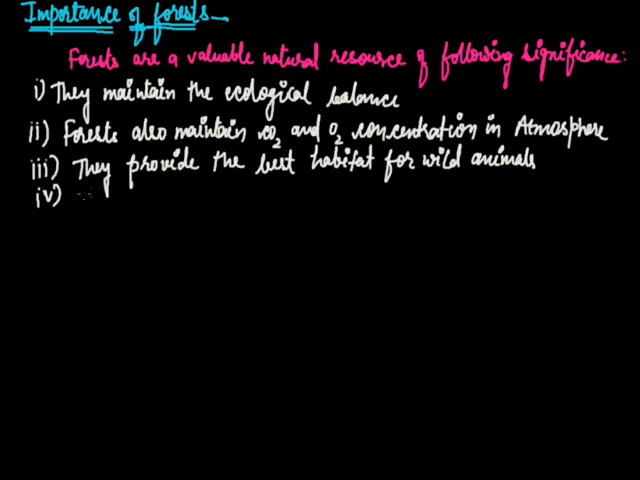 Importance of forests
Forests are a valuable natural resource of following significance:
i) They maintain the ecological balance
ii) Forests also maintain CO2 and O2 concentration in Atmosphere
iii) They provide the best habitat for wild animals
iv)